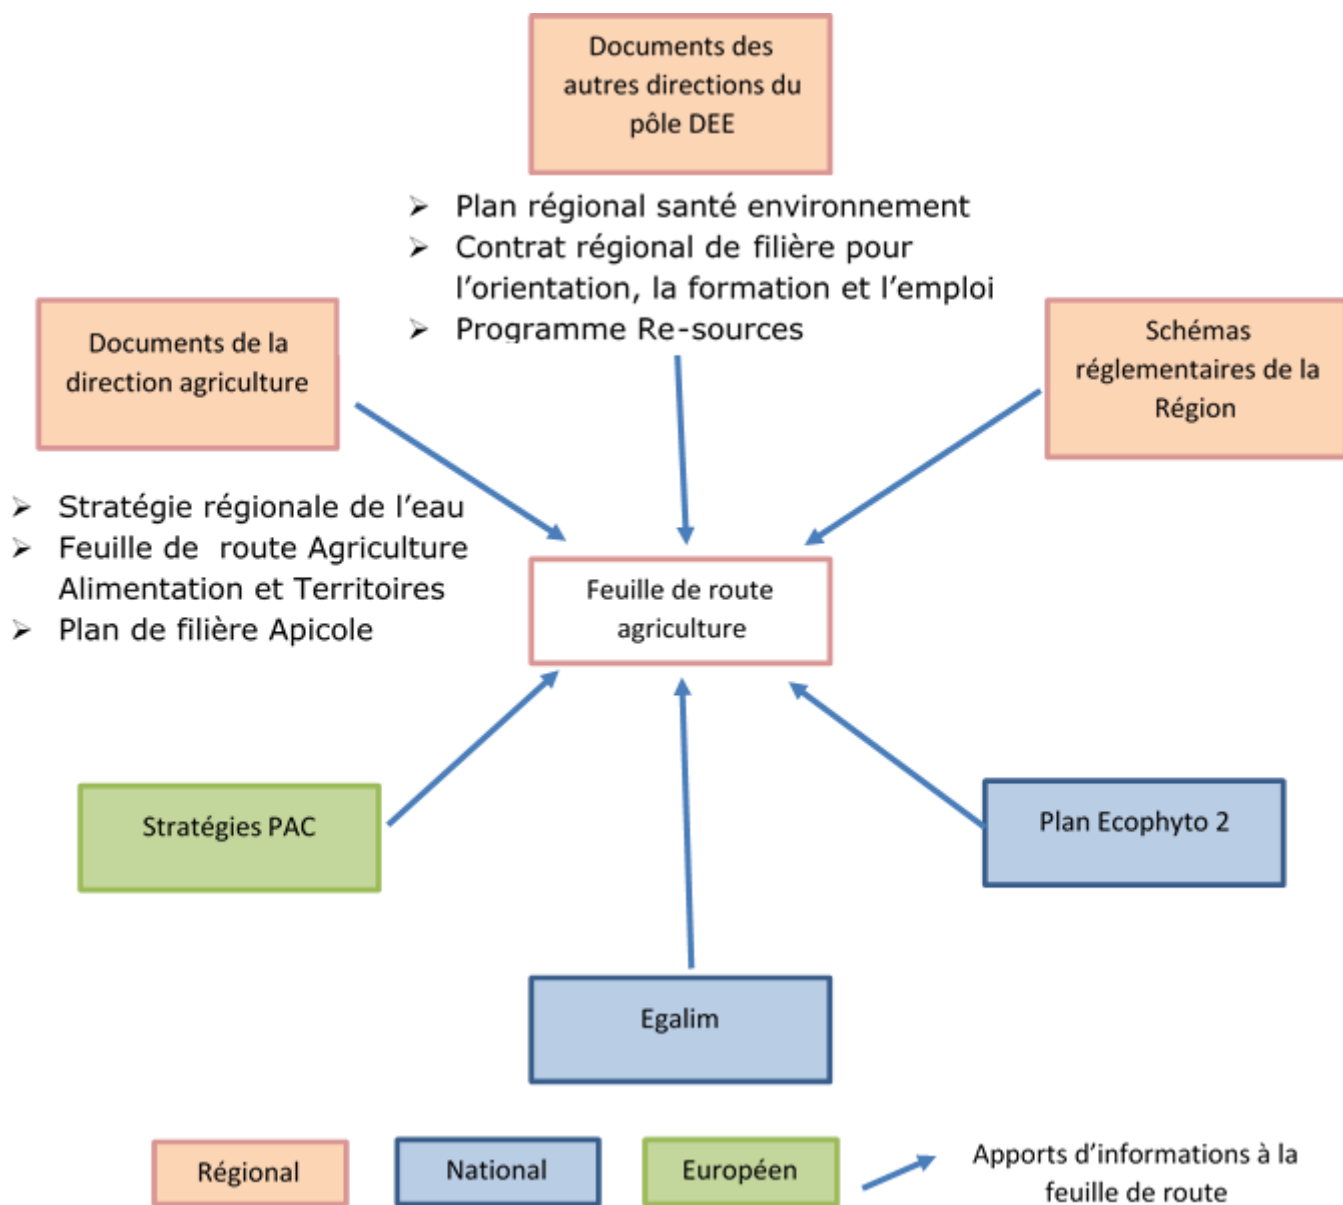 Documents des
autres directions du
pôle DEE
➢ Plan régional santé environnement
➢ Contrat régional de filière pour
l’orientation, la formation et l’emploi
➢ Programme Re-sources
Documents de la
direction agriculture
Schémas
réglementaires de la
Région
➢ Stratégie régionale de l’eau
➢ Feuille de route Agriculture
Alimentation et Territoires
➢ Plan de filière Apicole
Feuille de route
agriculture
Stratégies PAC
Plan Ecophyto 2
Egalim
Régional
National
Européen
Apports d’informations à la
feuille de route